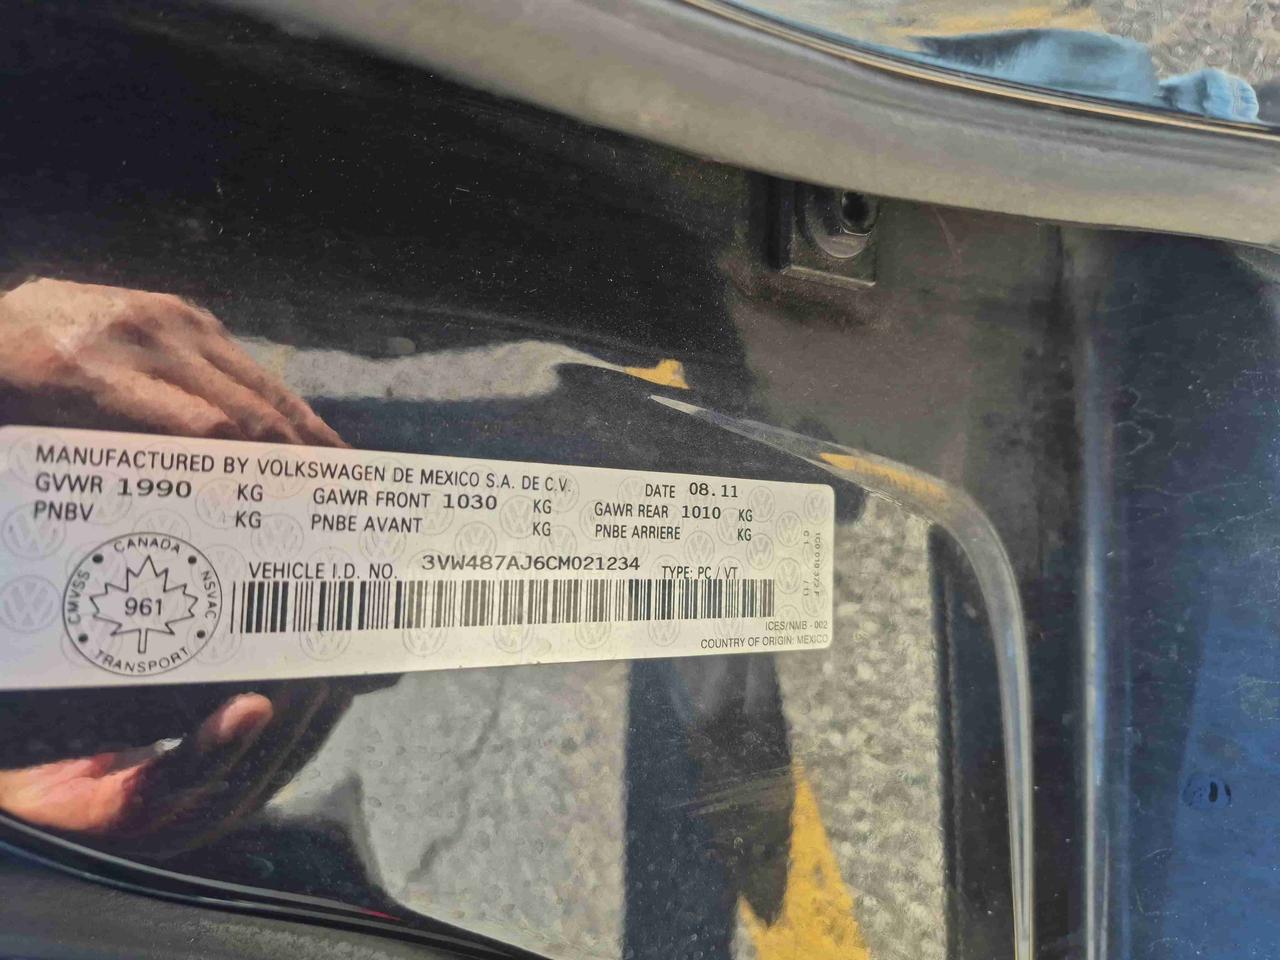 MANUFACTURED BY VOLKSWAGEN DE MEXICO S.A. DE C.V.
GVWR 1990 KG GAWR FRONT 1030 KG GAWR REAR 1010 KG DATE 08.11
PNBV KG PNBE AVANT KG PNBE ARRIERE KG
VEHICLE I.D. NO. 3VW487AJ6CM021234 TYPE: PC / VT
CANADA
CMVSS 961 NSVAC
TRANSPORT
ICES/NMB - 002
COUNTRY OF ORIGIN: MEXICO